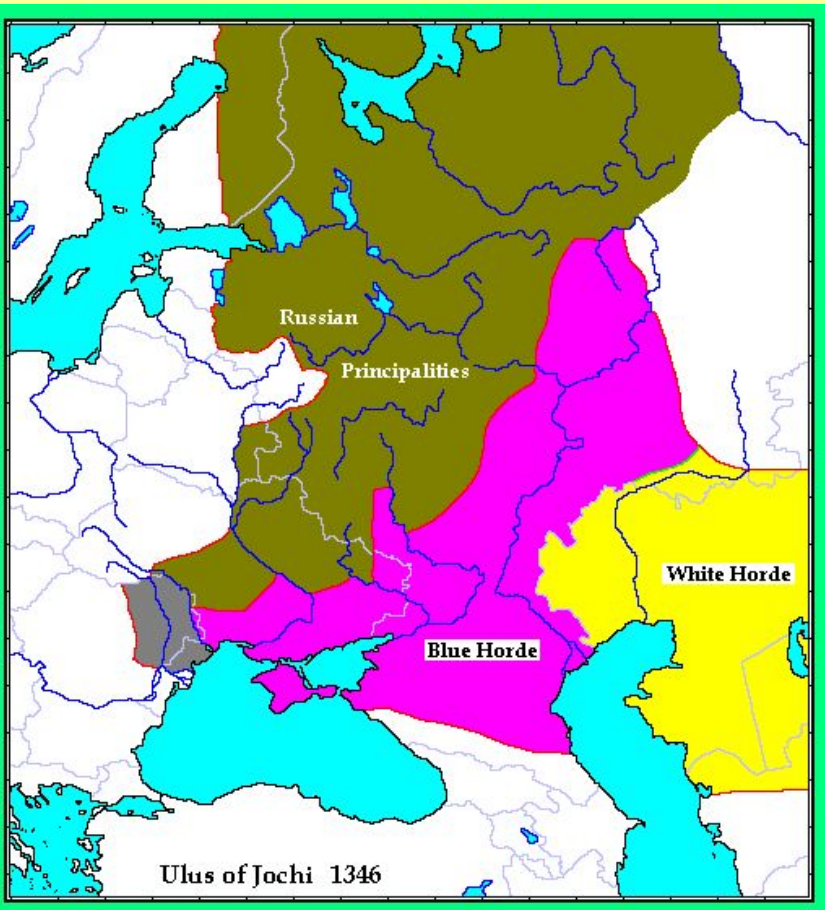 Russian
Principalities
White Horde
Blue Horde
Ulus of Jochi 1346